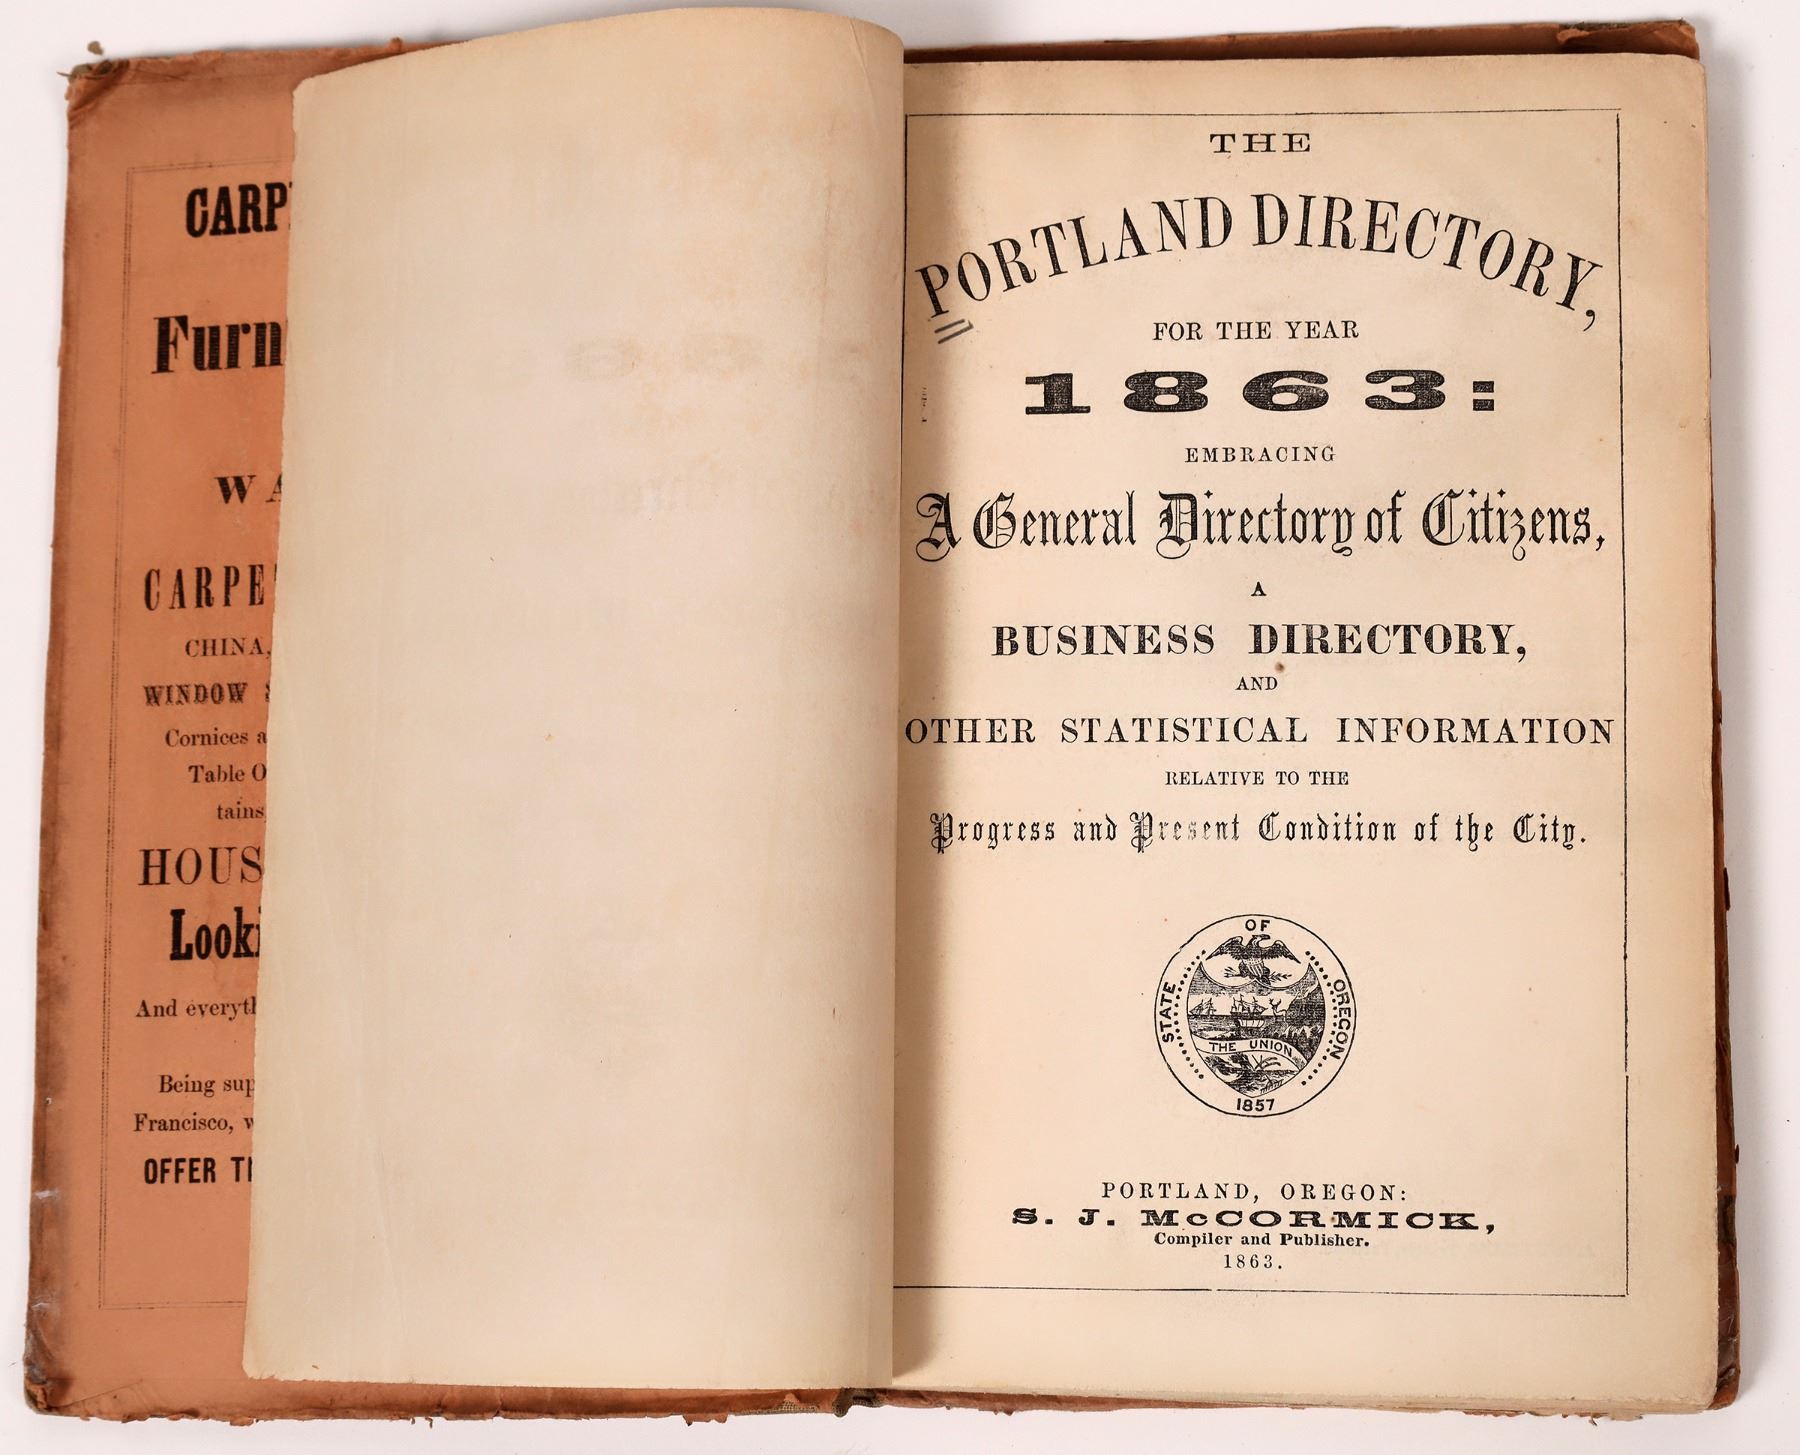 CARP
Furn
WA
CARPE
CHINA,
WINDOW
Cornices a
Table O
tains,
HOUS
Looki
And everyth
Being sup
Francisco, w
OFFER TH
THE
PORTLAND DIRECTORY,
FOR THE YEAR
1863:
EMBRACING
A General Directory of Citizens,
A
BUSINESS DIRECTORY,
AND
OTHER STATISTICAL INFORMATION
RELATIVE TO THE
Progress and Present Condition of the City.
STATE OF OREGON
THE UNION
1857
PORTLAND, OREGON:
S. J. McCORMICK,
Compiler and Publisher.
1863.